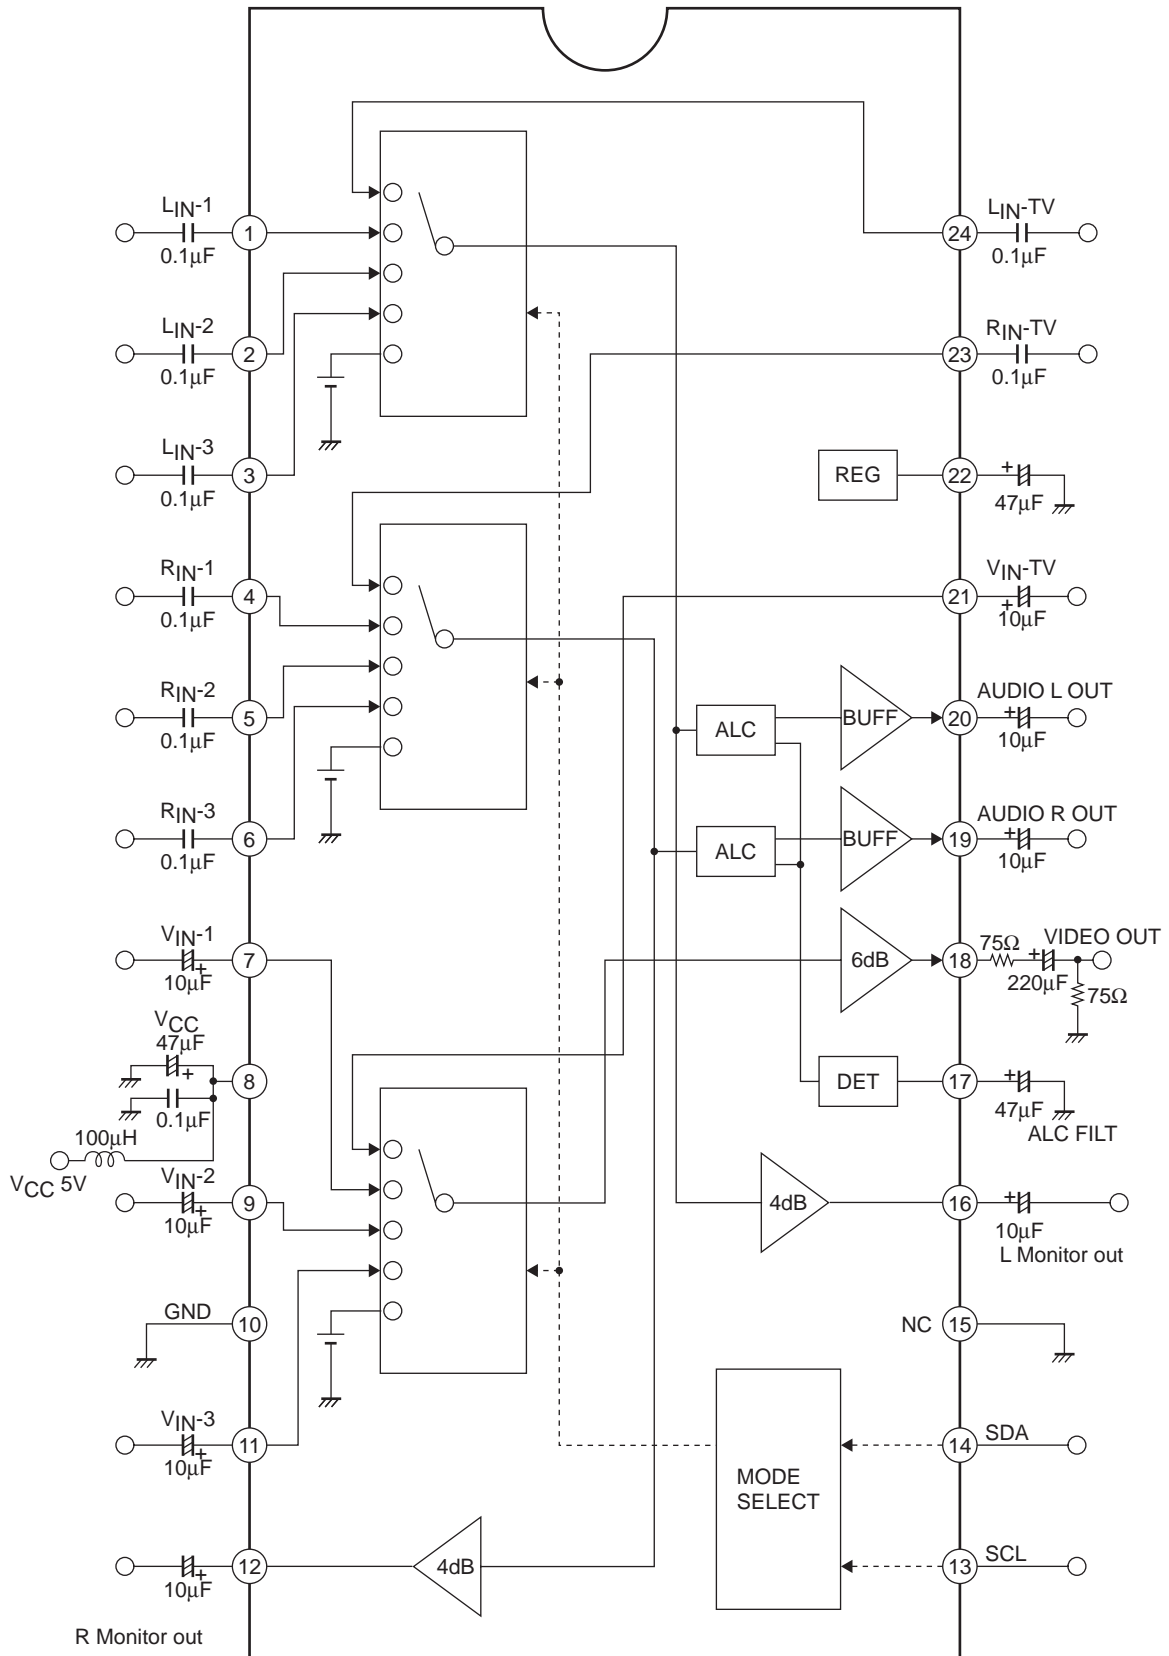 LIN-1
1
0.1µF
LIN-2
2
0.1µF
LIN-3
3
0.1µF
RIN-1
4
0.1µF
RIN-2
5
0.1µF
RIN-3
6
0.1µF
VIN-1
7
+
10µF
VCC
47µF
+
8
0.1µF
100µH
VCC 5V
VIN-2
9
+
10µF
GND
10
VIN-3
11
+
10µF
12
+
10µF
R Monitor out
4dB
LIN-TV
24
0.1µF
RIN-TV
23
0.1µF
REG
22
+
47µF
VIN-TV
21
+
10µF
ALC
BUFF
20
AUDIO L OUT
+
10µF
ALC
BUFF
19
AUDIO R OUT
+
10µF
6dB
18
75Ω
+
VIDEO OUT
220µF
75Ω
DET
17
+
47µF
ALC FILT
4dB
16
+
10µF
L Monitor out
NC
15
MODE
SELECT
14
SDA
13
SCL